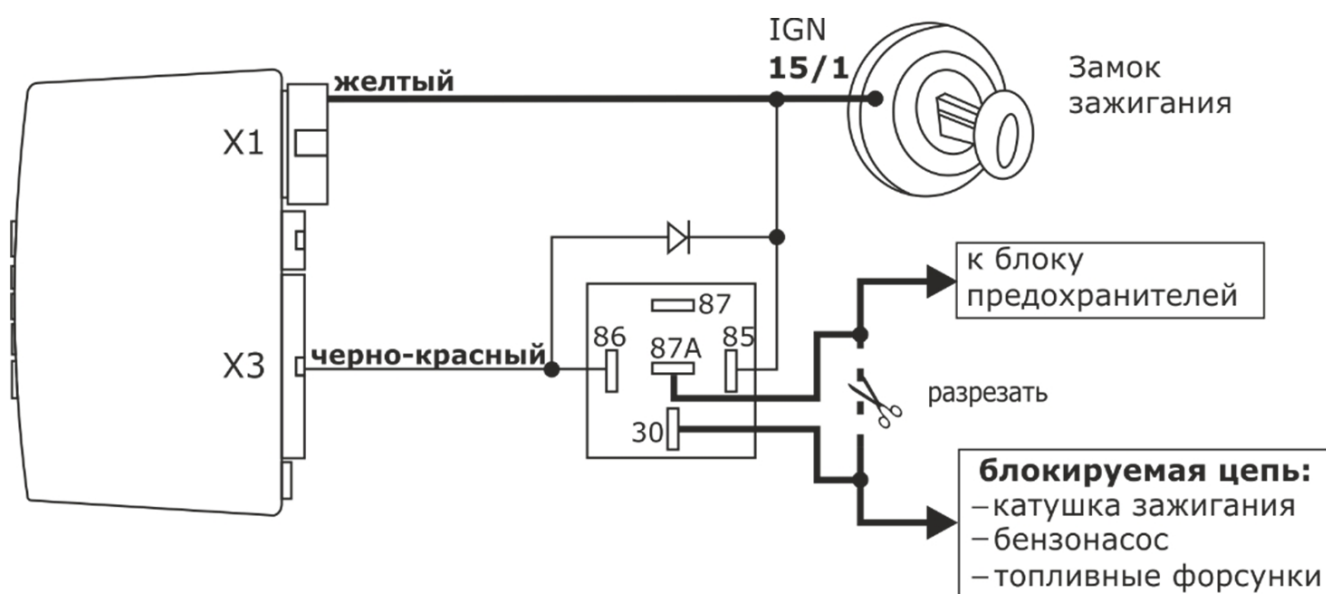 IGN
15/1
Замок
зажигания
желтый
X1
к блоку
предохранителей
87
86
87A
85
черно-красный
X3
разрезать
30
блокируемая цепь:
–катушка зажигания
–бензонасос
–топливные форсунки